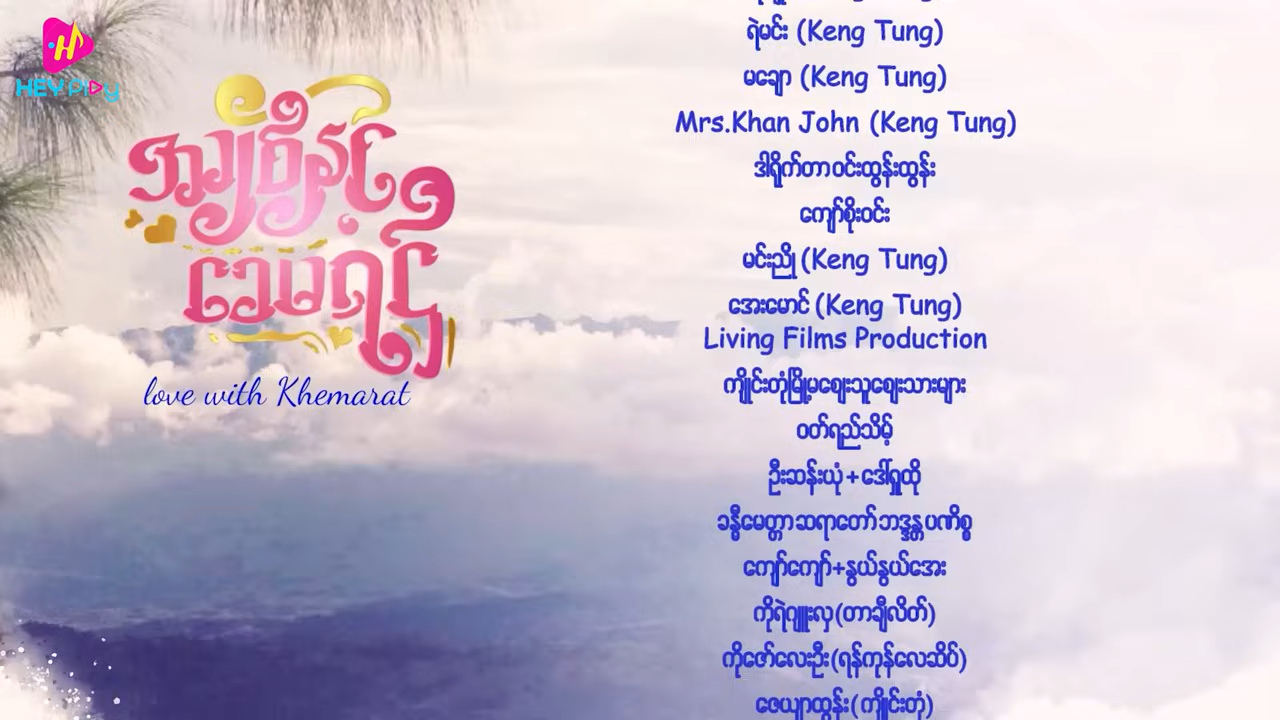 HEY Play
အချစ်နှင့်
ခေမရဋ်
love with Khemarat
ရဲမင်း (Keng Tung)
မချော (Keng Tung)
Mrs.Khan John (Keng Tung)
ဒါရိုက်တာဝင်းထွန်းထွန်း
ကျော်စိုးဝင်း
မင်းညို (Keng Tung)
အေးမောင် (Keng Tung)
Living Films Production
ကျိုင်းတုံမြို့မဈေးသူဈေးသားများ
ဝတ်ရည်သိမ့်
ဦးဆန်းယုံ + ဒေါ်ရှုထို
ခန္တီမေတ္တာဆရာတော်ဘဒ္ဒန္တပဏိစ္စ
ကျော်ကျော်+နွယ်နွယ်အေး
ကိုရဲဂျူးလှ(တာချီလိတ်)
ကိုဇော်လေးဦး(ရန်ကုန်လေဆိပ်)
ဇေယျာထွန်း(ကျိုင်းတုံ)